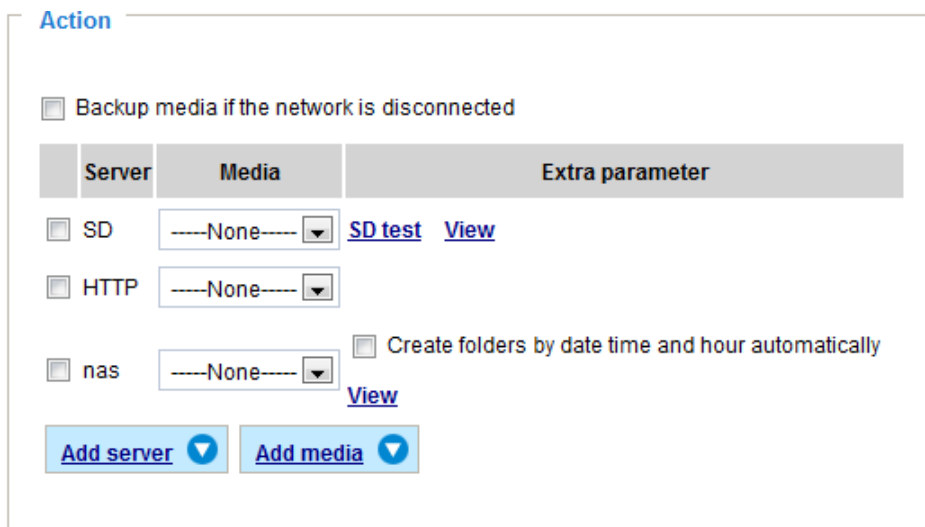 Action
Backup media if the network is disconnected
Server Media Extra parameter
SD -----None----- SD test View
HTTP -----None-----
nas -----None----- Create folders by date time and hour automatically
View
Add server Add media